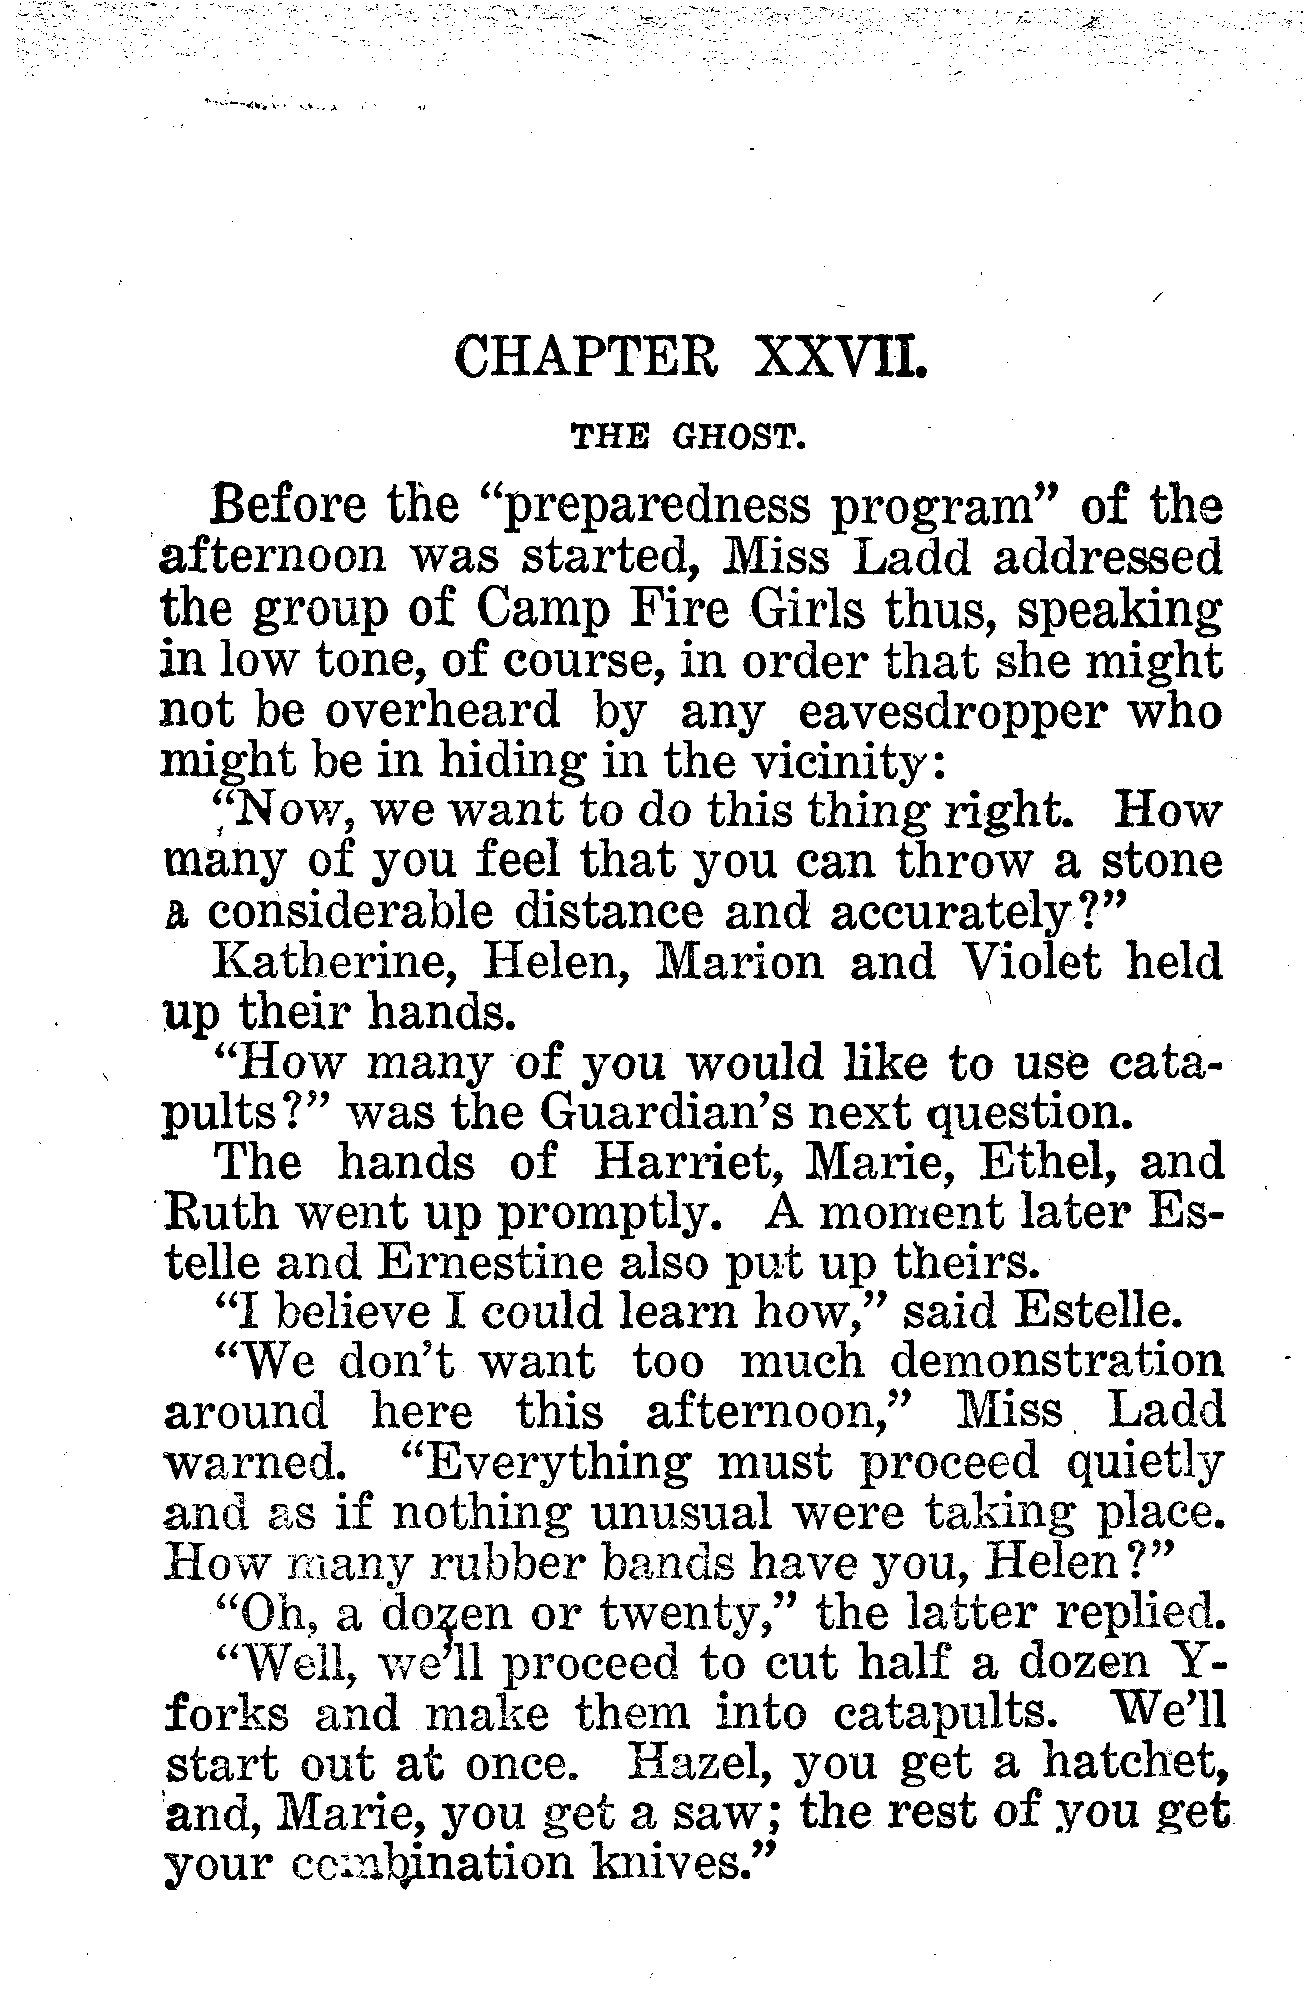 CHAPTER XXVII.
THE GHOST.
Before the “preparedness program” of the
afternoon was started, Miss Ladd addressed
the group of Camp Fire Girls thus, speaking
in low tone, of course, in order that she might
not be overheard by any eavesdropper who
might be in hiding in the vicinity:
“Now, we want to do this thing right. How
many of you feel that you can throw a stone
a considerable distance and accurately?”
Katherine, Helen, Marion and Violet held
up their hands.
“How many of you would like to use cata-
pults?” was the Guardian’s next question.
The hands of Harriet, Marie, Ethel, and
Ruth went up promptly. A moment later Es-
telle and Ernestine also put up theirs.
“I believe I could learn how,” said Estelle.
“We don’t want too much demonstration
around here this afternoon,” Miss Ladd
warned. “Everything must proceed quietly
and as if nothing unusual were taking place.
How many rubber bands have you, Helen?”
“Oh, a dozen or twenty,” the latter replied.
“Well, we’ll proceed to cut half a dozen Y-
forks and make them into catapults. We’ll
start out at once. Hazel, you get a hatchet,
and, Marie, you get a saw; the rest of you get
your combination knives.”